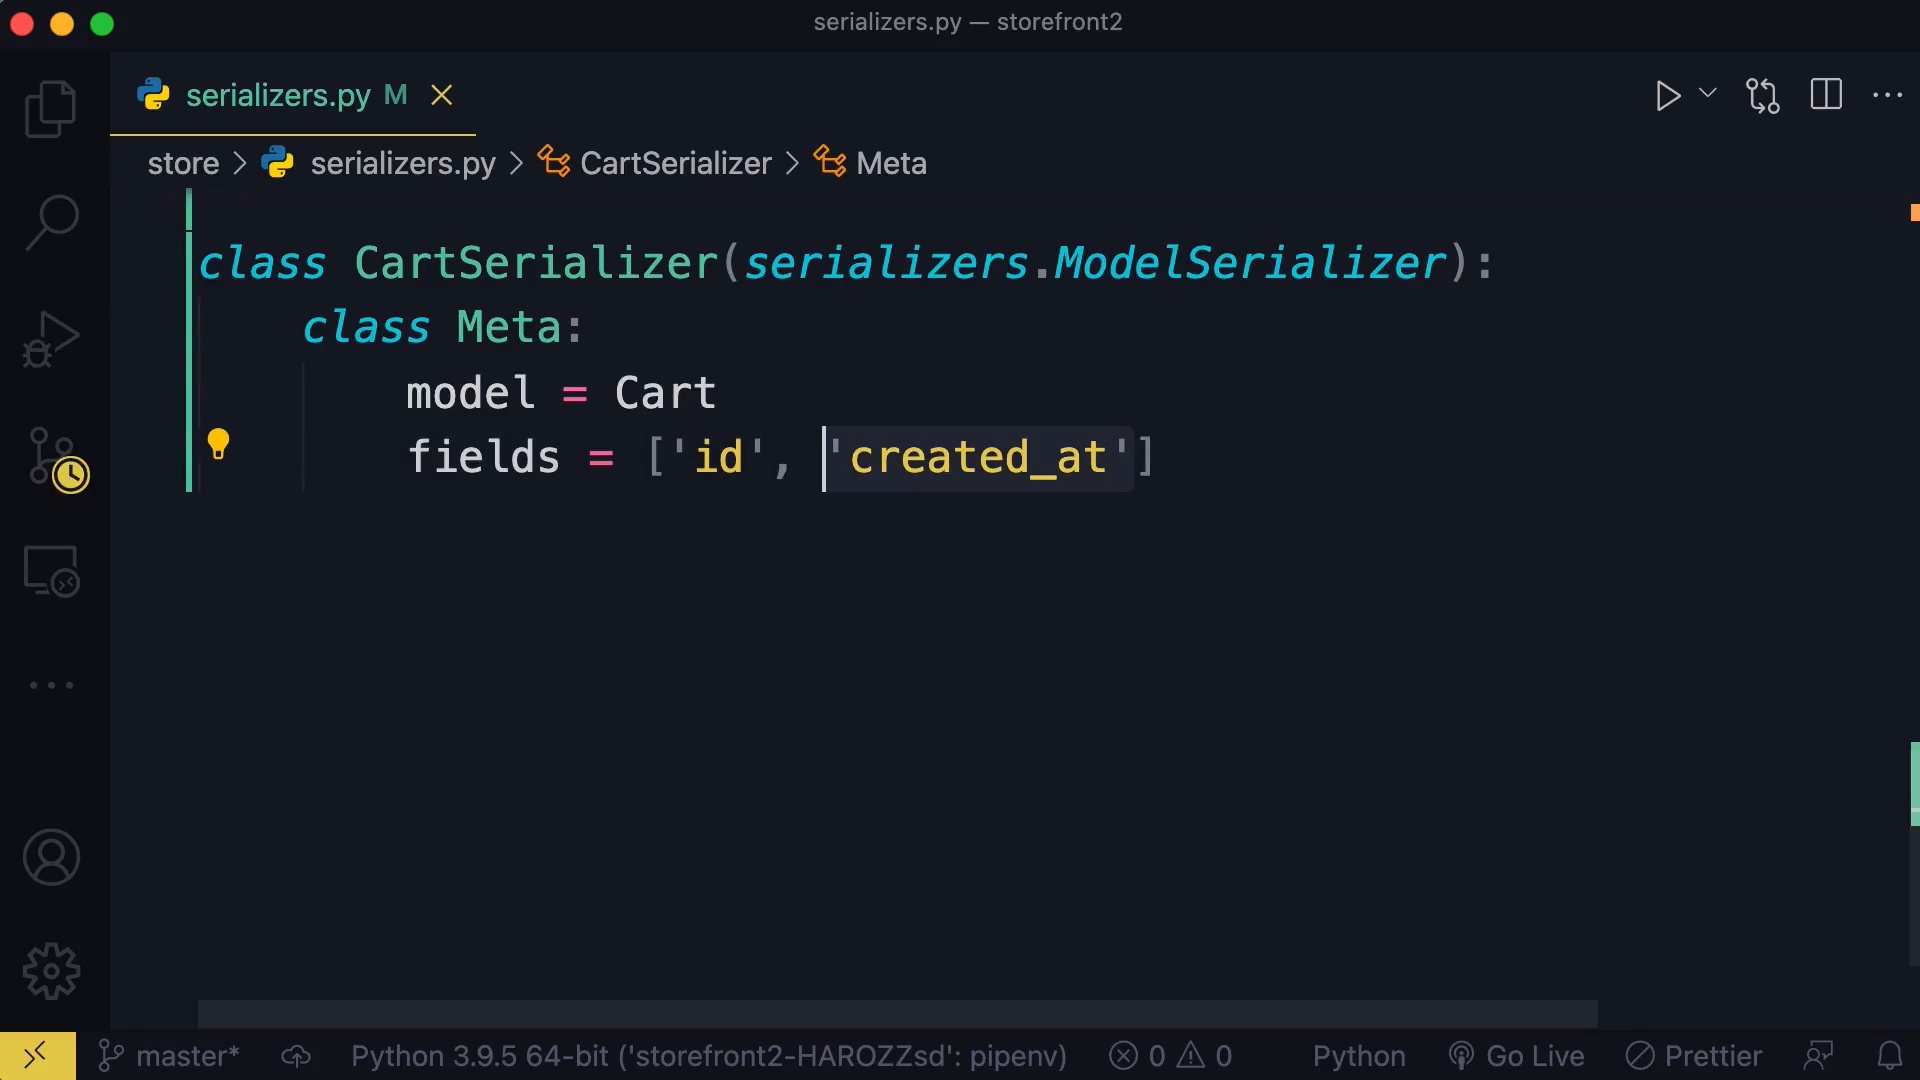 serializers.py — storefront2
serializers.py M
store > serializers.py > CartSerializer > Meta
class CartSerializer(serializers.ModelSerializer):
class Meta:
model = Cart
fields = ['id', 'created_at']
master* Python 3.9.5 64-bit ('storefront2-HAROZZsd': pipenv) 0 0 Python Go Live Prettier